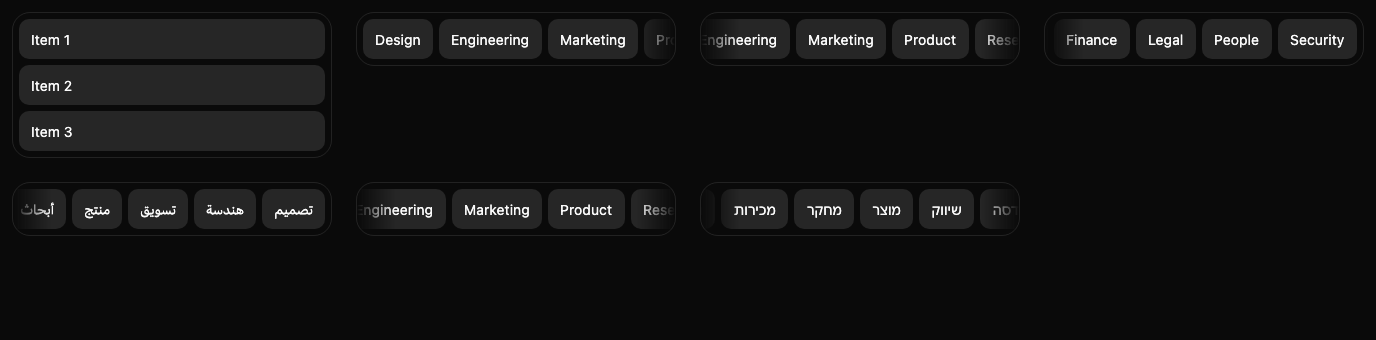 Item 1
Item 2
Item 3
Design Engineering Marketing
Engineering Marketing Product
Finance Legal People Security
تصميم هندسة تسويق منتج أبحاث
Engineering Marketing Product
שיווק מוצר מחקר מכירות